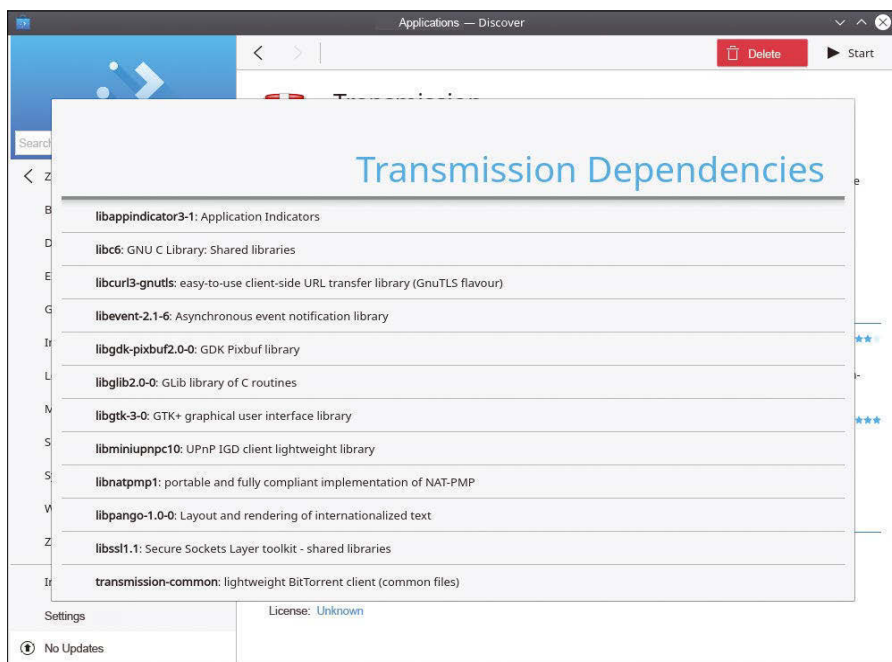 Applications — Discover
Delete
Start
Transmission
Search
Transmission Dependencies
libappindicator3-1: Application Indicators
libc6: GNU C Library: Shared libraries
libcurl3-gnutls: easy-to-use client-side URL transfer library (GnuTLS flavour)
libevent-2.1-6: Asynchronous event notification library
libgdk-pixbuf2.0-0: GDK Pixbuf library
libglib2.0-0: GLib library of C routines
libgtk-3-0: GTK+ graphical user interface library
libminiupnpc10: UPnP IGD client lightweight library
libnatpmp1: portable and fully compliant implementation of NAT-PMP
libpango-1.0-0: Layout and rendering of internationalized text
libssl1.1: Secure Sockets Layer toolkit - shared libraries
transmission-common: lightweight BitTorrent client (common files)
License: Unknown
Settings
No Updates